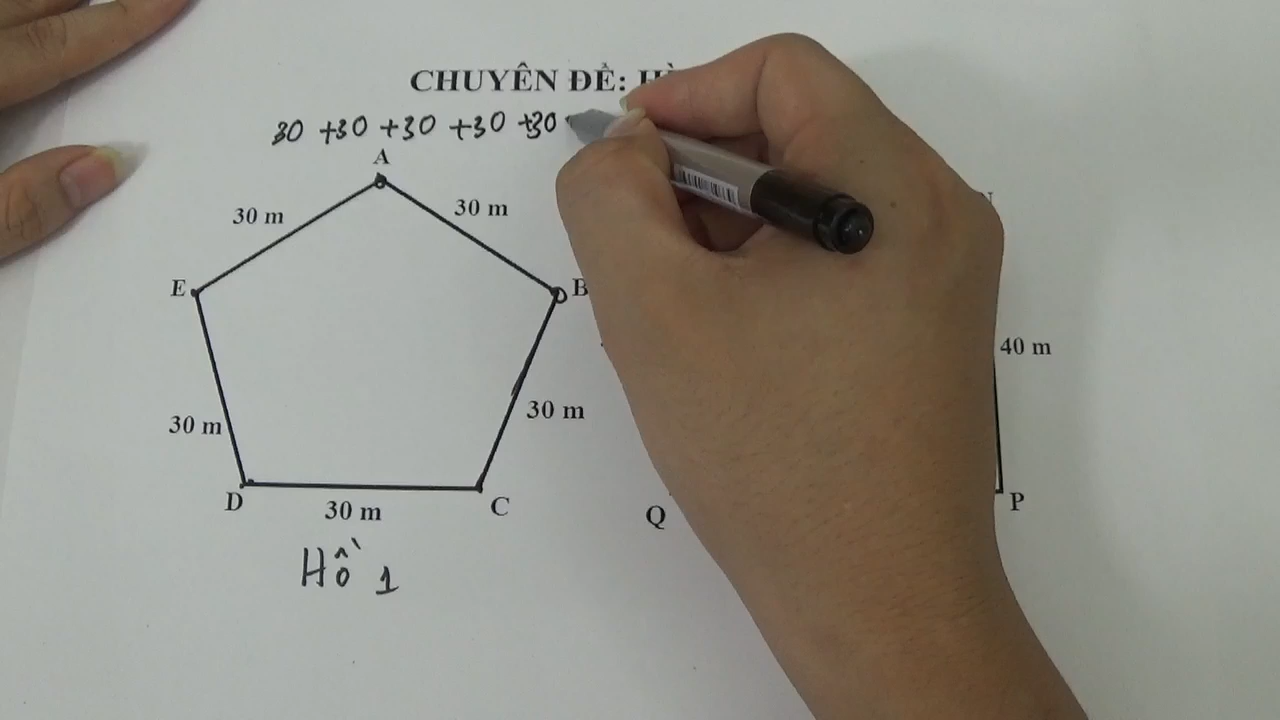 CHUYÊN ĐỀ:
30 +30 +30 +30 +30
A
30 m
30 m
E
B
40 m
30 m
30 m
D
30 m
C
Q
P
Hồ 1